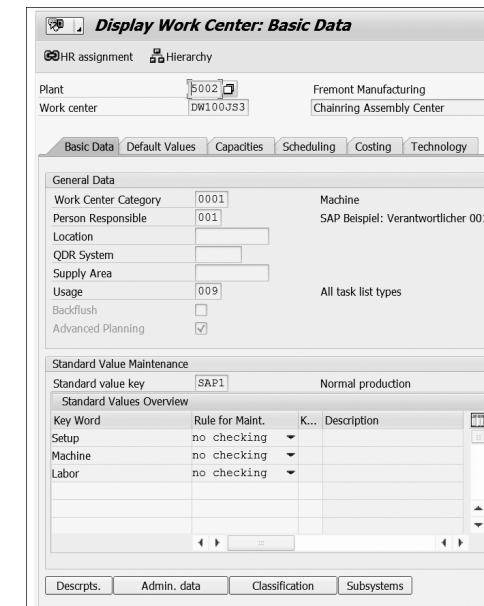 Display Work Center: Basic Data
HR assignment Hierarchy
Plant 5002 Fremont Manufacturing
Work center DW100JS3 Chainring Assembly Center
Basic Data Default Values Capacities Scheduling Costing Technology
General Data
Work Center Category 0001 Machine
Person Responsible 001 SAP Beispiel: Verantwortlicher 001
Location
QDR System
Supply Area
Usage 009 All task list types
Backflush
Advanced Planning
Standard Value Maintenance
Standard value key SAP1 Normal production
Standard Values Overview
Key Word Rule for Maint. K... Description
Setup no checking
Machine no checking
Labor no checking
Descrpts. Admin. data Classification Subsystems